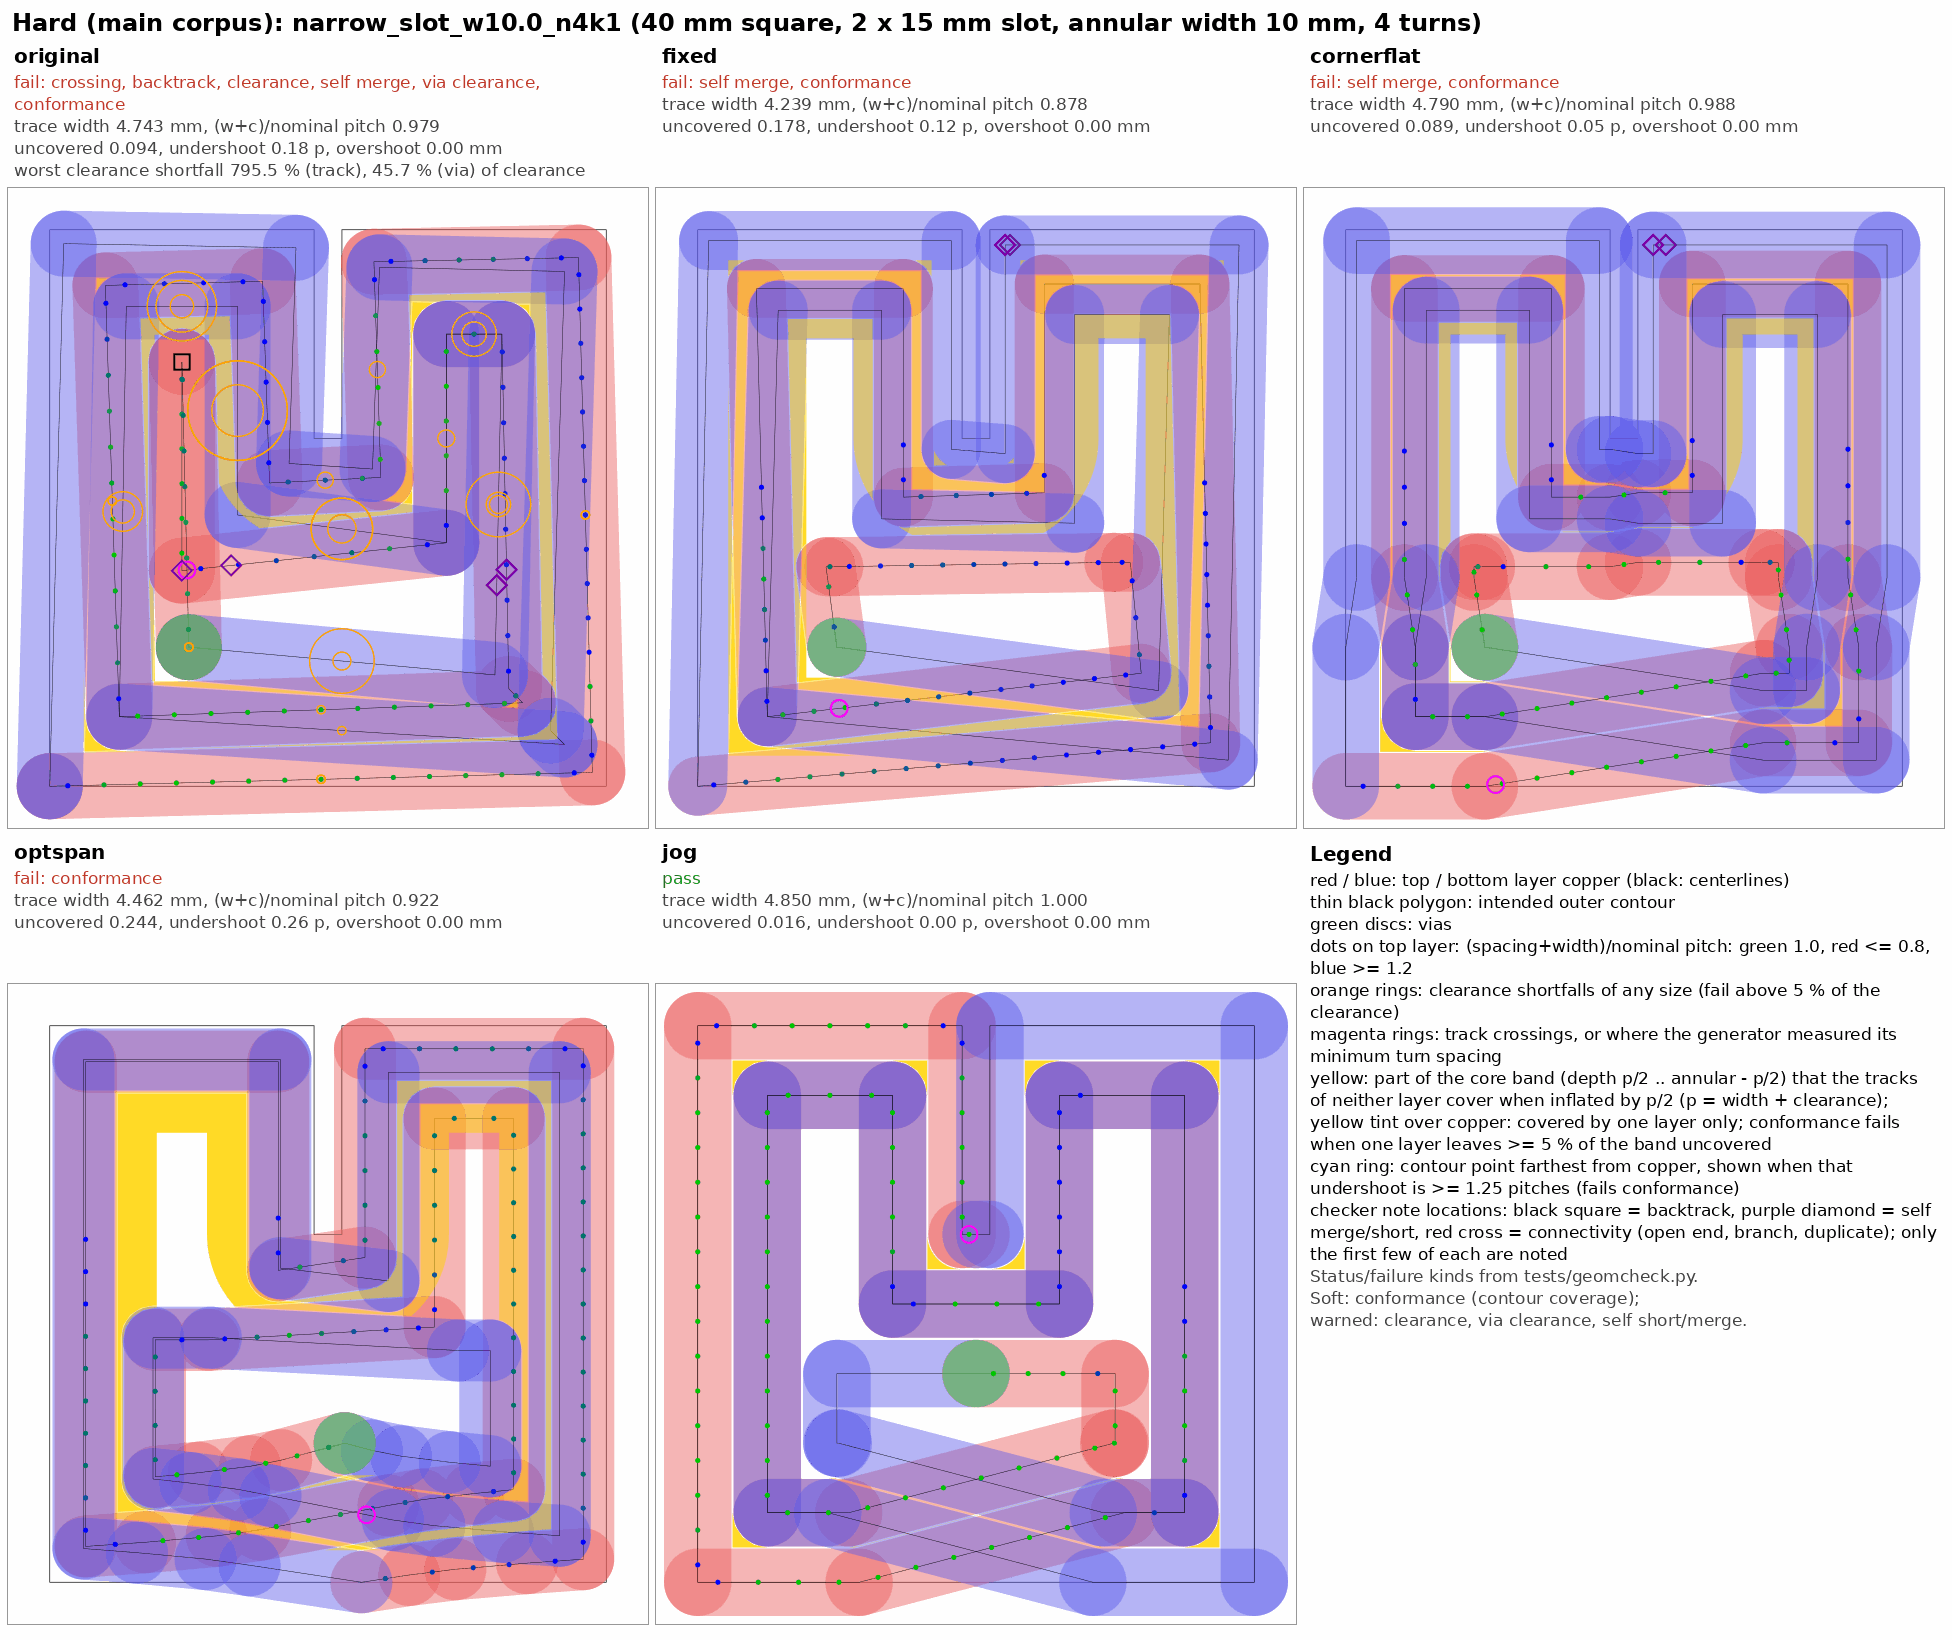 Hard (main corpus): narrow_slot_w10.0_n4k1 (40 mm square, 2 x 15 mm slot, annular width 10 mm, 4 turns)
original
fail: crossing, backtrack, clearance, self merge, via clearance,
conformance
trace width 4.743 mm, (w+c)/nominal pitch 0.979
uncovered 0.094, undershoot 0.18 p, overshoot 0.00 mm
worst clearance shortfall 795.5 % (track), 45.7 % (via) of clearance
fixed
fail: self merge, conformance
trace width 4.239 mm, (w+c)/nominal pitch 0.878
uncovered 0.178, undershoot 0.12 p, overshoot 0.00 mm
cornerflat
fail: self merge, conformance
trace width 4.790 mm, (w+c)/nominal pitch 0.988
uncovered 0.089, undershoot 0.05 p, overshoot 0.00 mm
optspan
fail: conformance
trace width 4.462 mm, (w+c)/nominal pitch 0.922
uncovered 0.244, undershoot 0.26 p, overshoot 0.00 mm
jog
pass
trace width 4.850 mm, (w+c)/nominal pitch 1.000
uncovered 0.016, undershoot 0.00 p, overshoot 0.00 mm
Legend
red / blue: top / bottom layer copper (black: centerlines)
thin black polygon: intended outer contour
green discs: vias
dots on top layer: (spacing+width)/nominal pitch: green 1.0, red <= 0.8,
blue >= 1.2
orange rings: clearance shortfalls of any size (fail above 5 % of the
clearance)
magenta rings: track crossings, or where the generator measured its
minimum turn spacing
yellow: part of the core band (depth p/2 .. annular - p/2) that the tracks
of neither layer cover when inflated by p/2 (p = width + clearance);
yellow tint over copper: covered by one layer only; conformance fails
when one layer leaves >= 5 % of the band uncovered
cyan ring: contour point farthest from copper, shown when that
undershoot is >= 1.25 pitches (fails conformance)
checker note locations: black square = backtrack, purple diamond = self
merge/short, red cross = connectivity (open end, branch, duplicate); only
the first few of each are noted
Status/failure kinds from tests/geomcheck.py.
Soft: conformance (contour coverage);
warned: clearance, via clearance, self short/merge.